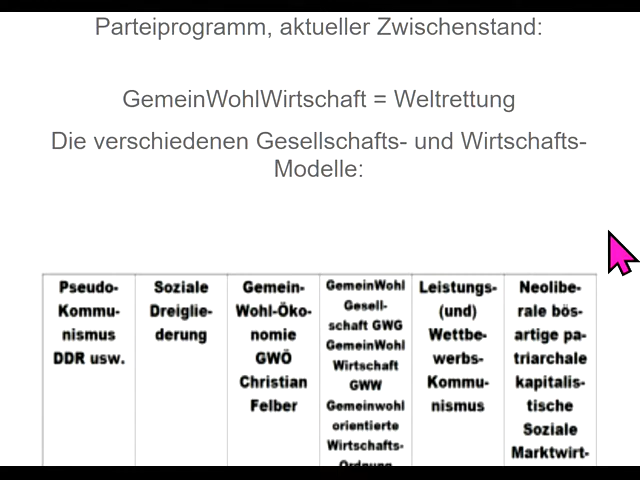 Parteiprogramm, aktueller Zwischenstand:
GemeinWohlWirtschaft = Weltrettung
Die verschiedenen Gesellschafts- und Wirtschafts-
Modelle:
Pseudo-
Kommu-
nismus
DDR usw.
Soziale
Dreiglie-
derung
Gemein-
Wohl-Öko-
nomie
GWÖ
Christian
Felber
GemeinWohl
Gesell-
schaft GWG
GemeinWohl
Wirtschaft
GWW
Gemeinwohl
orientierte
Wirtschafts-
Ordnung
Leistungs-
(und)
Wettbe-
werbs-
Kommu-
nismus
Neolibe-
rale bös-
artige pa-
triarchale
kapitalis-
tische
Soziale
Marktwirt-